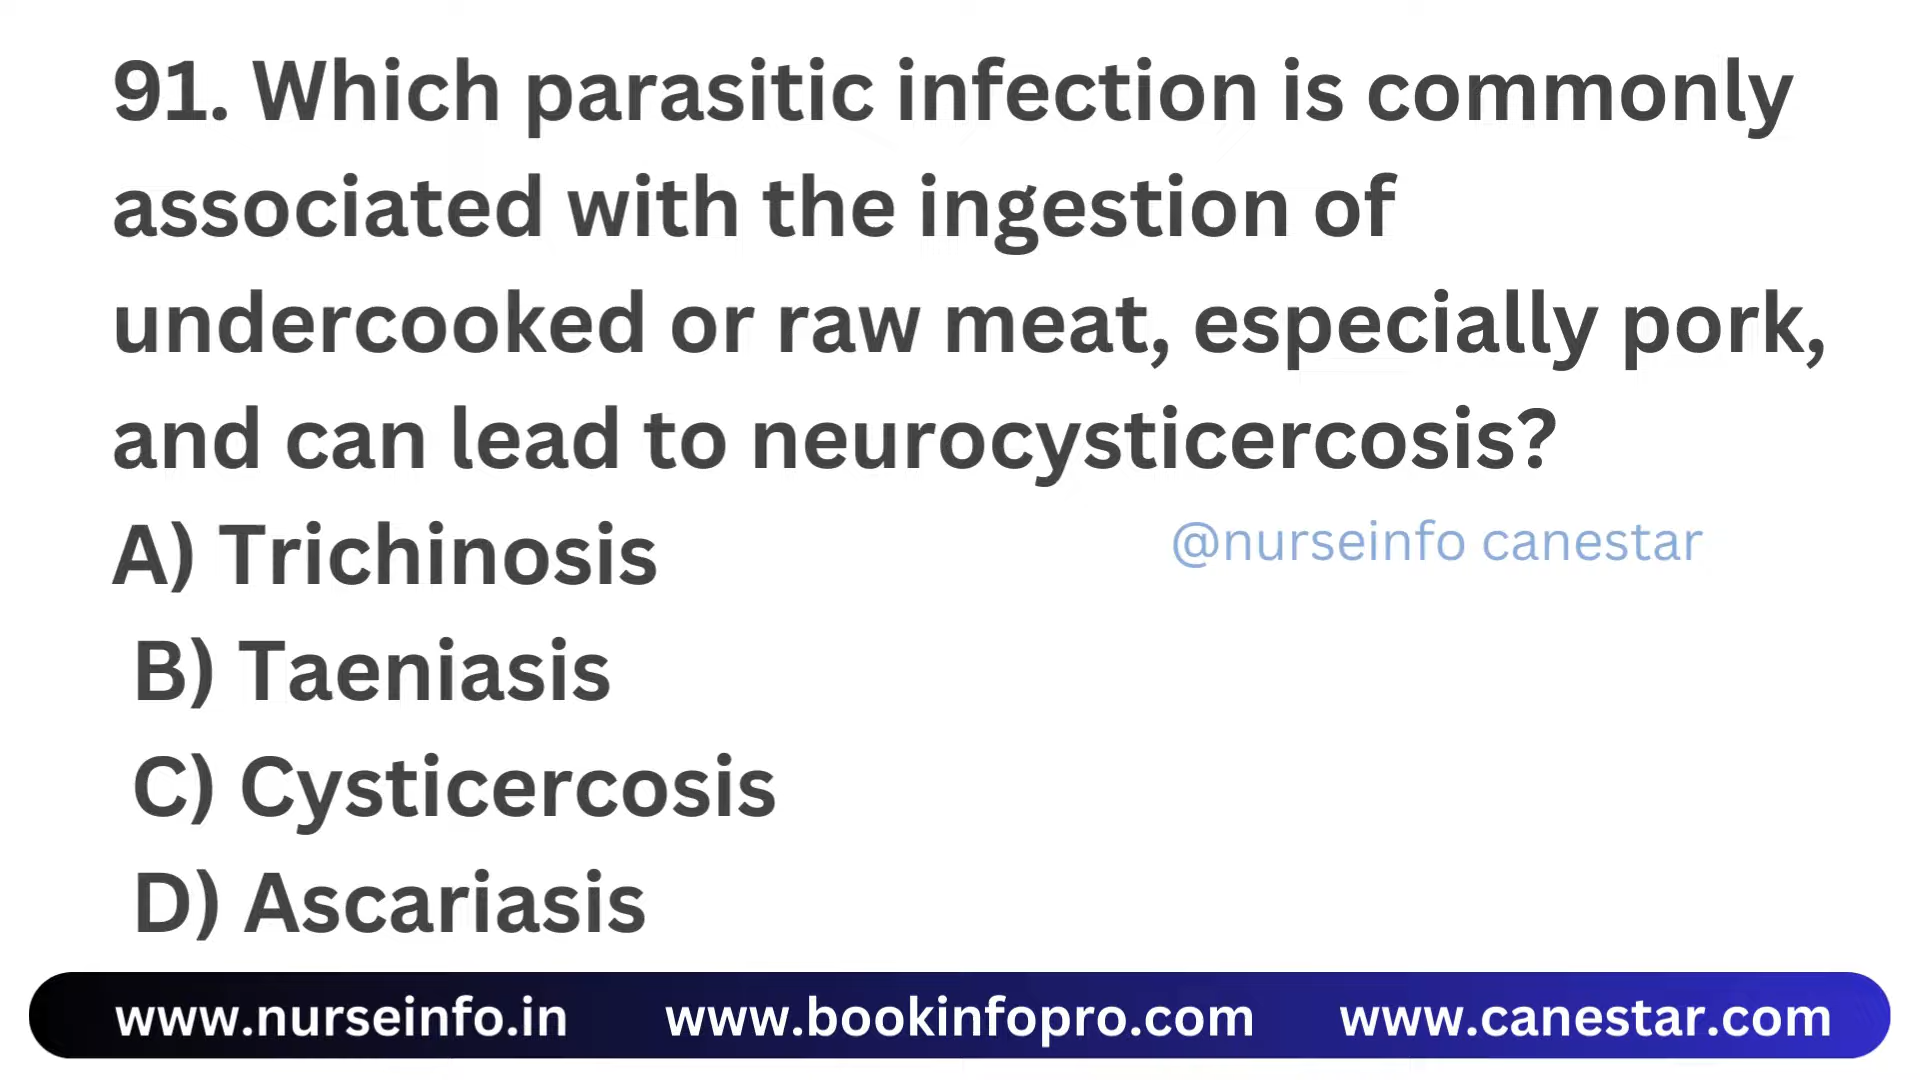 91. Which parasitic infection is commonly
associated with the ingestion of
undercooked or raw meat, especially pork,
and can lead to neurocysticercosis?
A) Trichinosis
@nurseinfo canestar
B) Taeniasis
C) Cysticercosis
D) Ascariasis
www.nurseinfo.in www.bookinfopro.com www.canestar.com